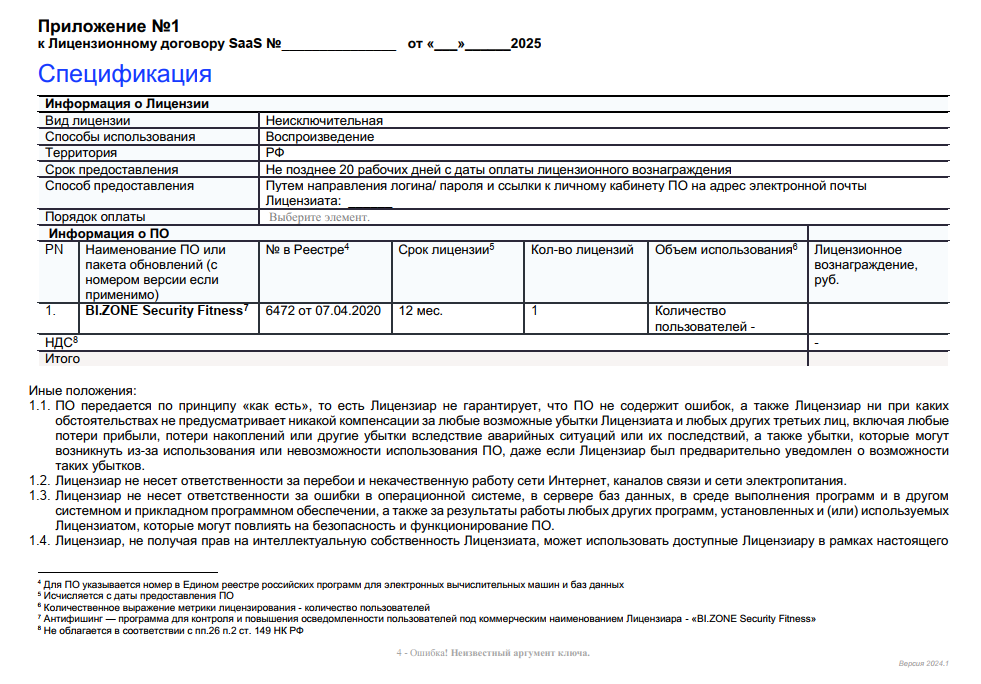 Приложение №1
к Лицензионному договору SaaS №________________ от «___»______2025
Спецификация
Информация о Лицензии
Вид лицензии Неисключительная
Способы использования Воспроизведение
Территория РФ
Срок предоставления Не позднее 20 рабочих дней с даты оплаты лицензионного вознаграждения
Способ предоставления Путем направления логина/ пароля и ссылки к личному кабинету ПО на адрес электронной почты
Лицензиата: ______
Порядок оплаты Выберите элемент.
Информация о ПО
PN Наименование ПО или № в Реестре⁴ Срок лицензии⁵ Кол-во лицензий Объем использования⁶ Лицензионное
пакета обновлений (с вознаграждение,
номером версии если руб.
применимо)
1. BI.ZONE Security Fitness⁷ 6472 от 07.04.2020 12 мес. 1 Количество
пользователей -
НДС⁸ -
Итого
Иные положения:
1.1. ПО передается по принципу «как есть», то есть Лицензиар не гарантирует, что ПО не содержит ошибок, а также Лицензиар ни при каких
обстоятельствах не предусматривает никакой компенсации за любые возможные убытки Лицензиата и любых других третьих лиц, включая любые
потери прибыли, потери накоплений или другие убытки вследствие аварийных ситуаций или их последствий, а также убытки, которые могут
возникнуть из-за использования или невозможности использования ПО, даже если Лицензиар был предварительно уведомлен о возможности
таких убытков.
1.2. Лицензиар не несет ответственности за перебои и некачественную работу сети Интернет, каналов связи и сети электропитания.
1.3. Лицензиар не несет ответственности за ошибки в операционной системе, в сервере баз данных, в среде выполнения программ и в другом
системном и прикладном программном обеспечении, а также за результаты работы любых других программ, установленных и (или) используемых
Лицензиатом, которые могут повлиять на безопасность и функционирование ПО.
1.4. Лицензиар, не получая прав на интеллектуальную собственность Лицензиата, может использовать доступные Лицензиару в рамках настоящего
⁴ Для ПО указывается номер в Едином реестре российских программ для электронных вычислительных машин и баз данных
⁵ Исчисляется с даты предоставления ПО
⁶ Количественное выражение метрики лицензирования - количество пользователей
⁷ Антифишинг — программа для контроля и повышения осведомленности пользователей под коммерческим наименованием Лицензиара - «BI.ZONE Security Fitness»
⁸ Не облагается в соответствии с пп.26 п.2 ст. 149 НК РФ
4 - Ошибка! Неизвестный аргумент ключа.
Версия 2024.1